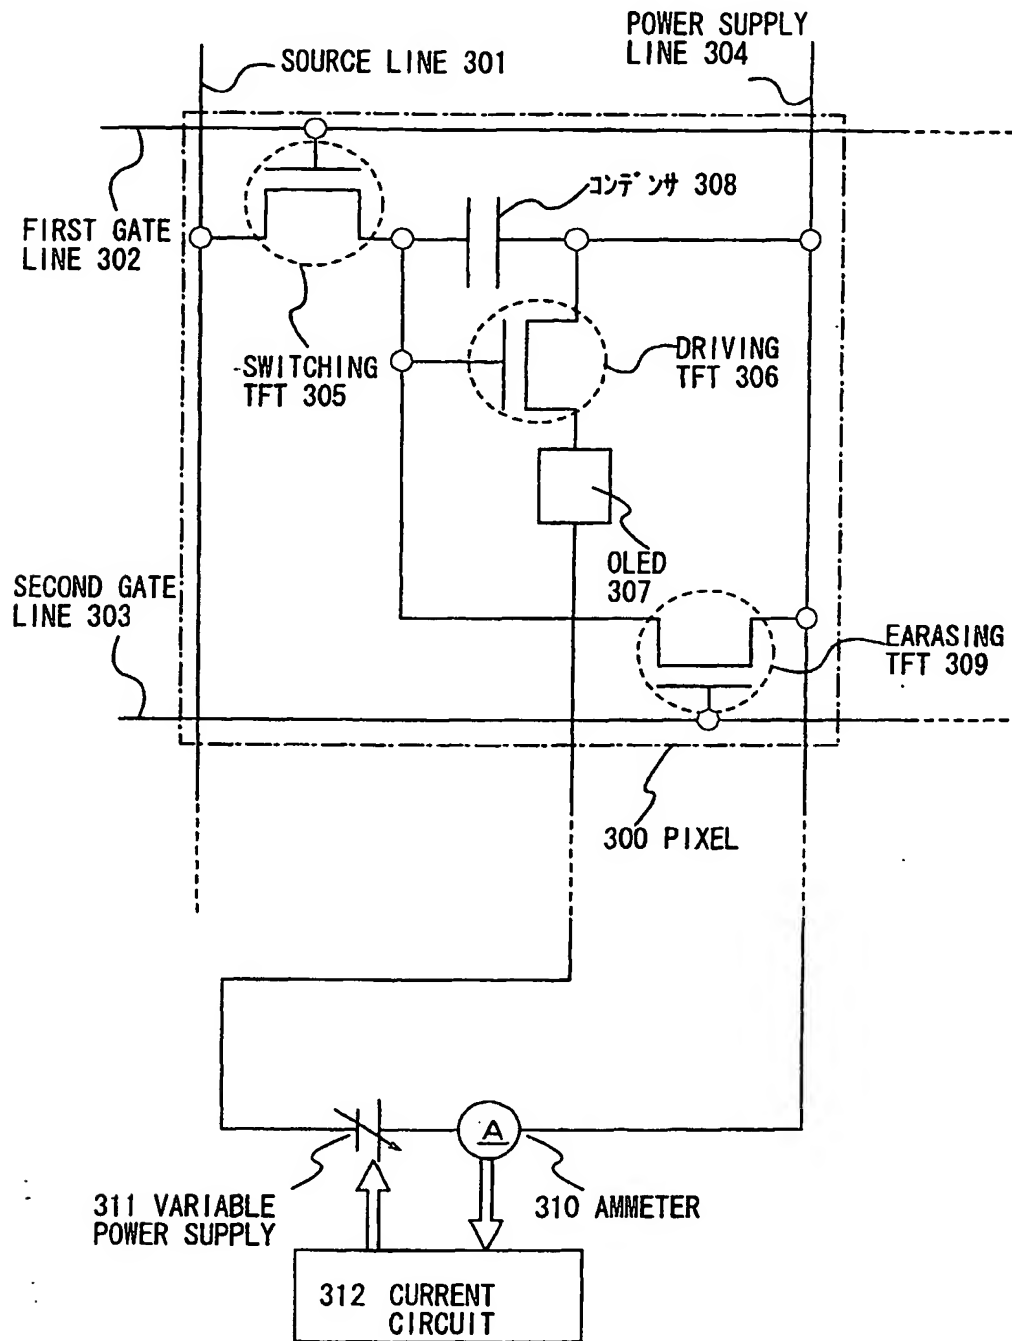 POWER SUPPLY
LINE 304
SOURCE LINE 301
コンデンサ 308
FIRST GATE
LINE 302
SWITCHING
TFT 305
DRIVING
TFT 306
OLED
307
SECOND GATE
LINE 303
EARASING
TFT 309
300 PIXEL
A
311 VARIABLE
POWER SUPPLY
310 AMMETER
312 CURRENT
CIRCUIT